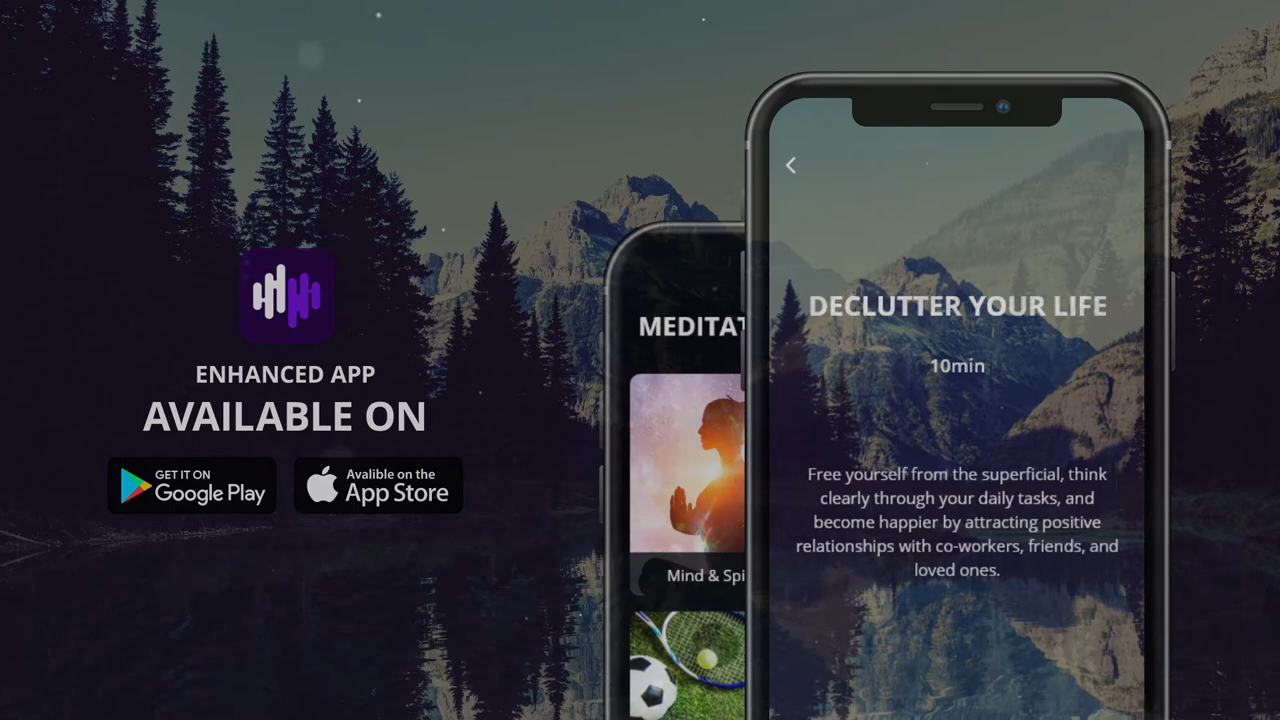 ENHANCED APP
AVAILABLE ON
GET IT ON
Google Play
Avalible on the
App Store
MEDITAT
Mind & Spi
DECLUTTER YOUR LIFE
10min
Free yourself from the superficial, think
clearly through your daily tasks, and
become happier by attracting positive
relationships with co-workers, friends, and
loved ones.